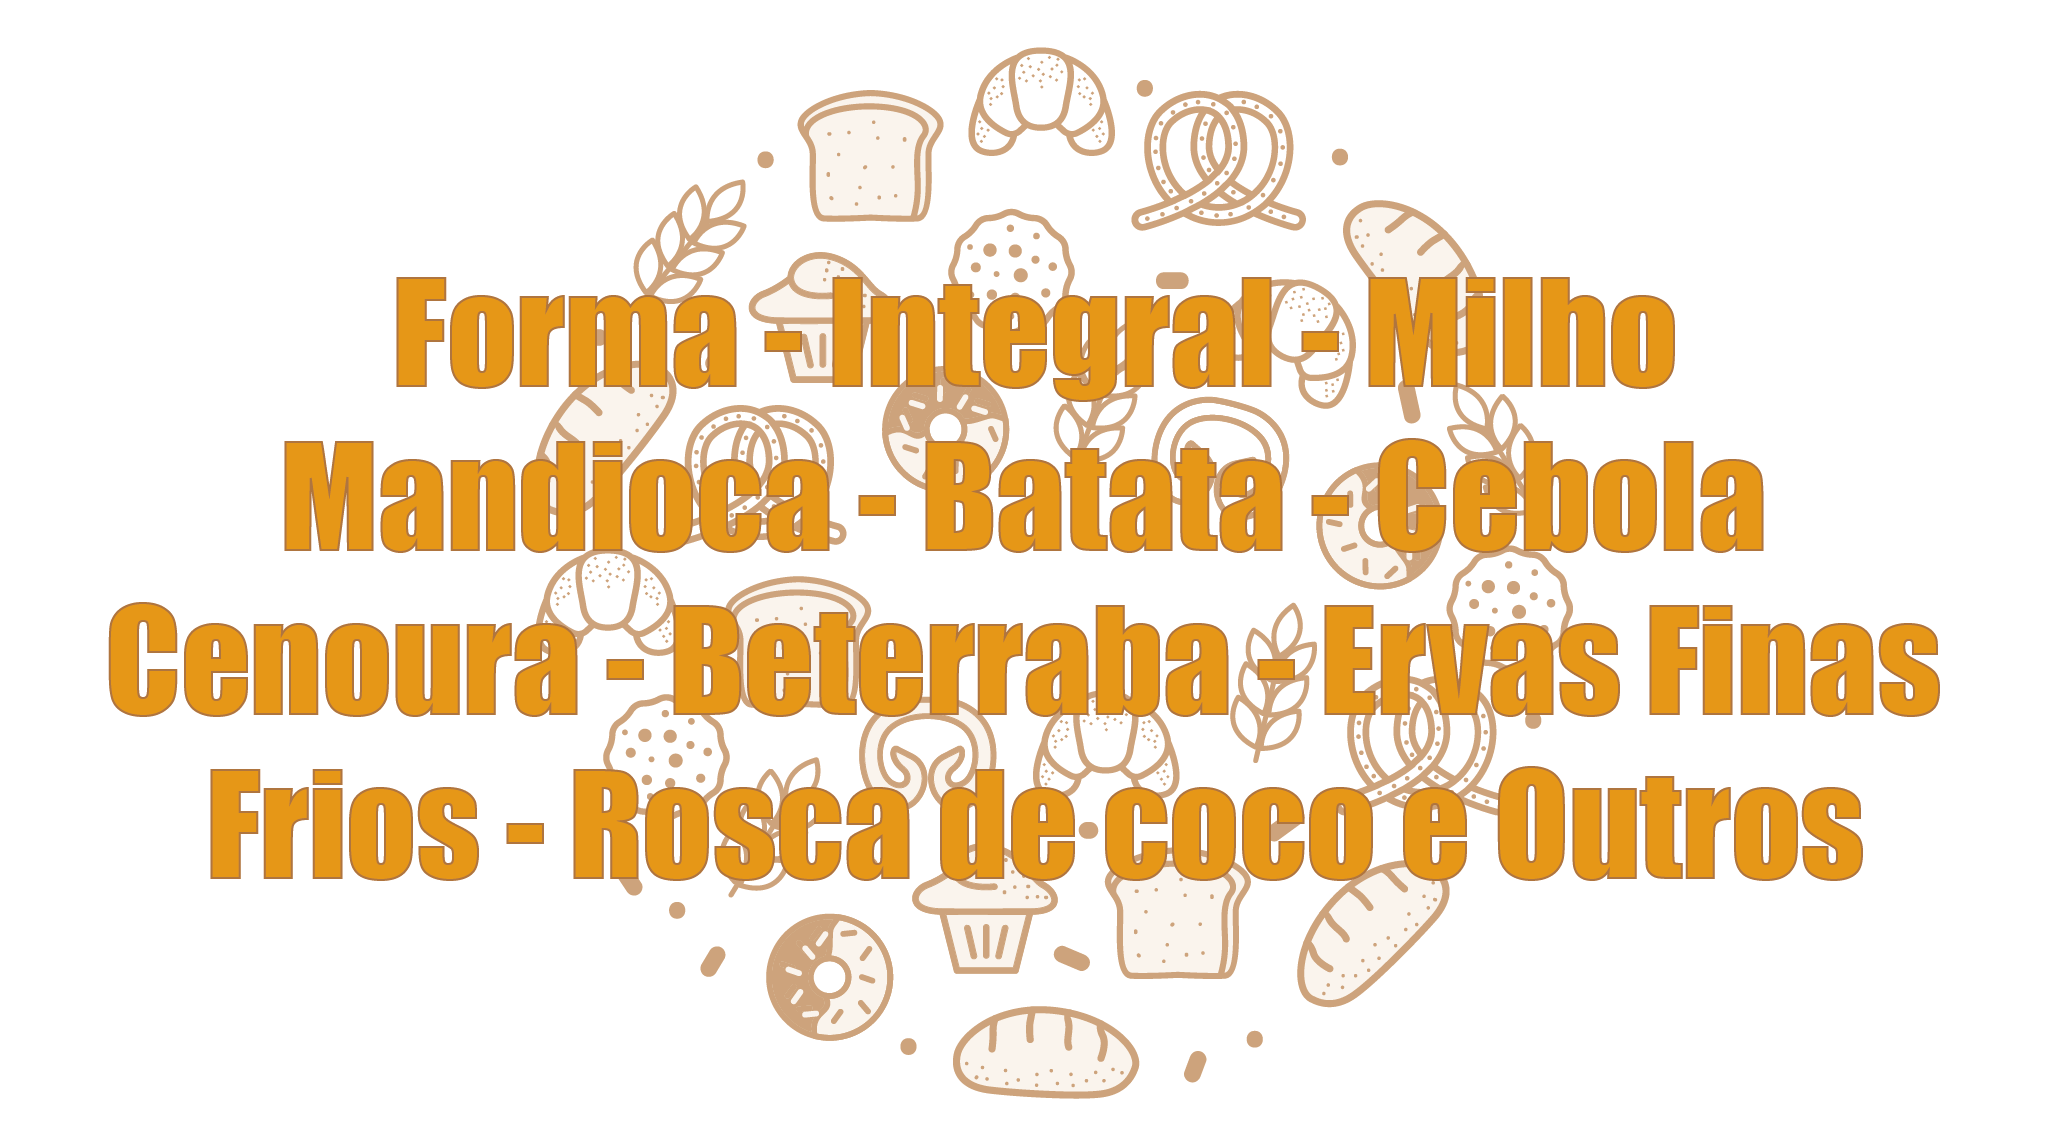 Forma - Integral - Milho
Mandioca - Batata - Cebola
Cenoura - Beterraba - Ervas Finas
Frios - Rosca de coco e Outros